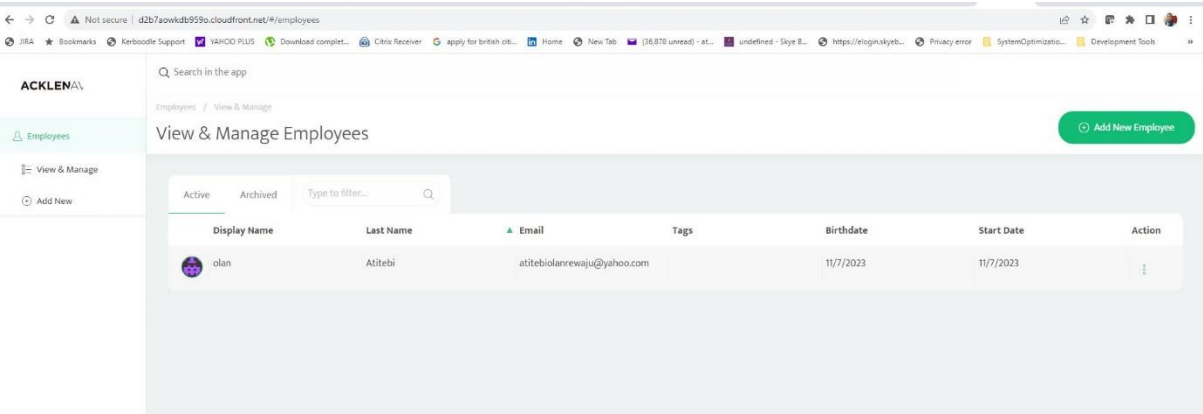 Not secure | d2b7aowkdb959o.cloudfront.net/#/employees
JIRA Bookmarks Kerboodle Support YAHOO PLUS Download complet... Citrix Receiver apply for british citi... Home New Tab (36,878 unread) - at... undefined - Skye B... https://elogin.skyeb... Privacy error SystemOptimizatio... Development Tools »
ACKLENAV
Search in the app
Employees / View & Manage
View & Manage Employees
Add New Employee
Employees
View & Manage
Add New
Active Archived Type to filter...
Display Name Last Name Email Tags Birthdate Start Date Action
olan Atitebi atitebiolanrewaju@yahoo.com 11/7/2023 11/7/2023